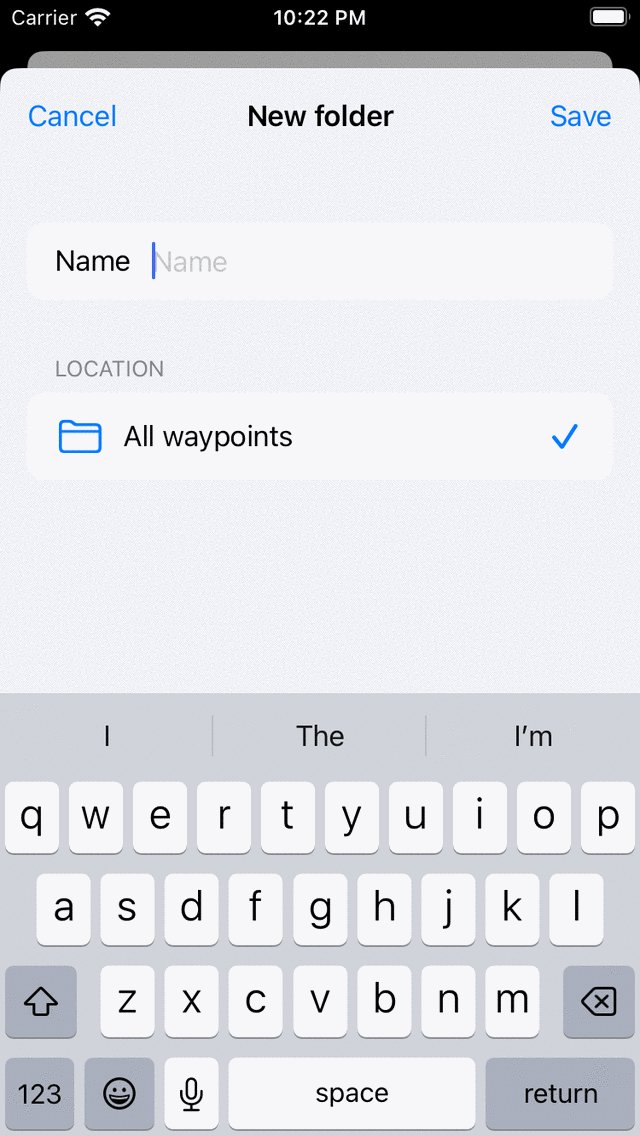 Carrier 10:22 PM
Cancel New folder Save
Name Name
LOCATION
All waypoints
I The I’m
q w e r t y u i o p
a s d f g h j k l
z x c v b n m
123 space return